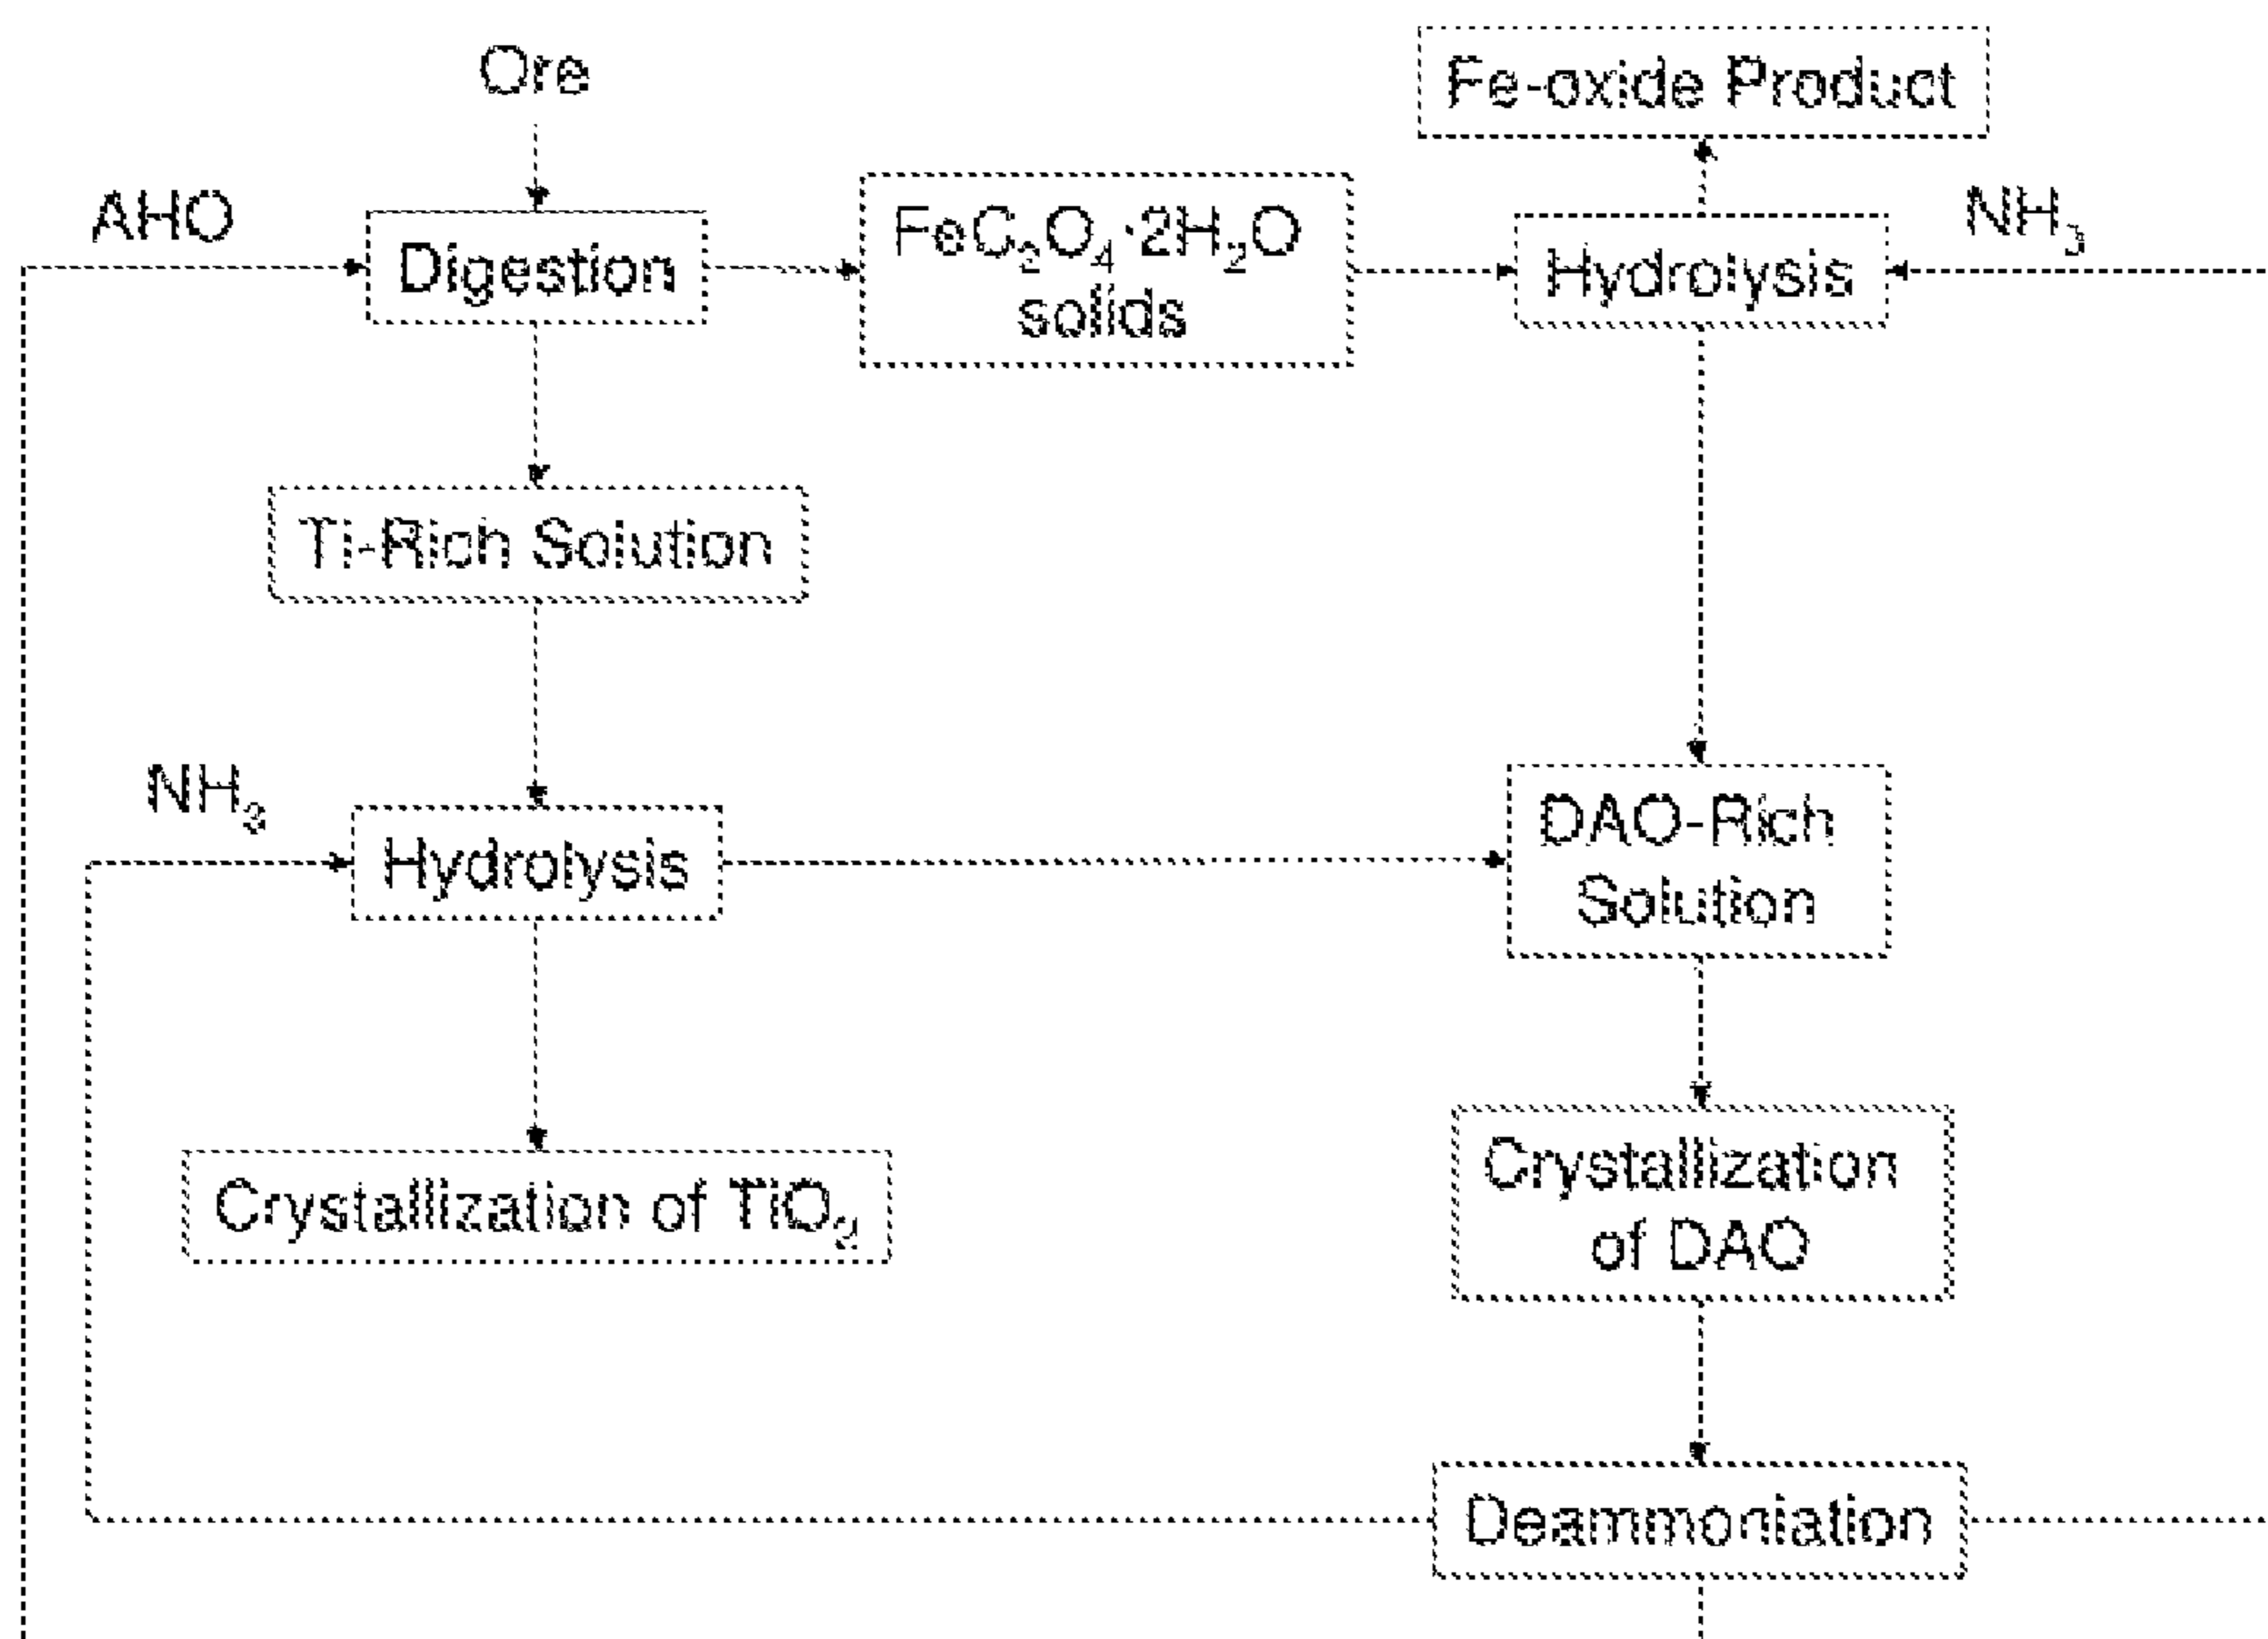 Ore
Fe-oxide Product
AHO
Digestion
FeC₂O₄·2H₂O
solids
Hydrolysis
NH₃
Ti-Rich Solution
NH₃
Hydrolysis
DAO-Rich
Solution
Crystallization of TiO₂
Crystallization
of DAO
Deammoniation